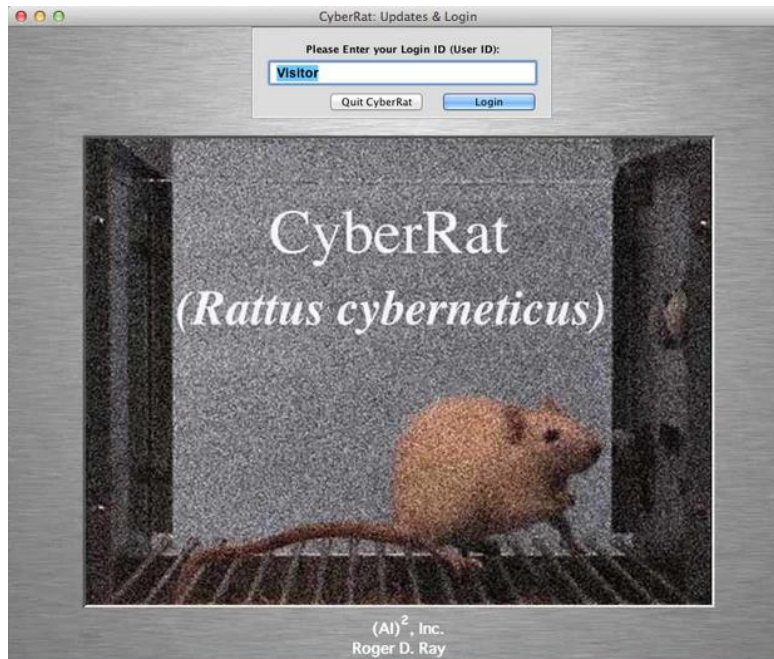 CyberRat: Updates & Login
Please Enter your Login ID (User ID):
Visitor
Quit CyberRat Login
CyberRat
(Rattus cyberneticus)
(AI)², Inc.
Roger D. Ray